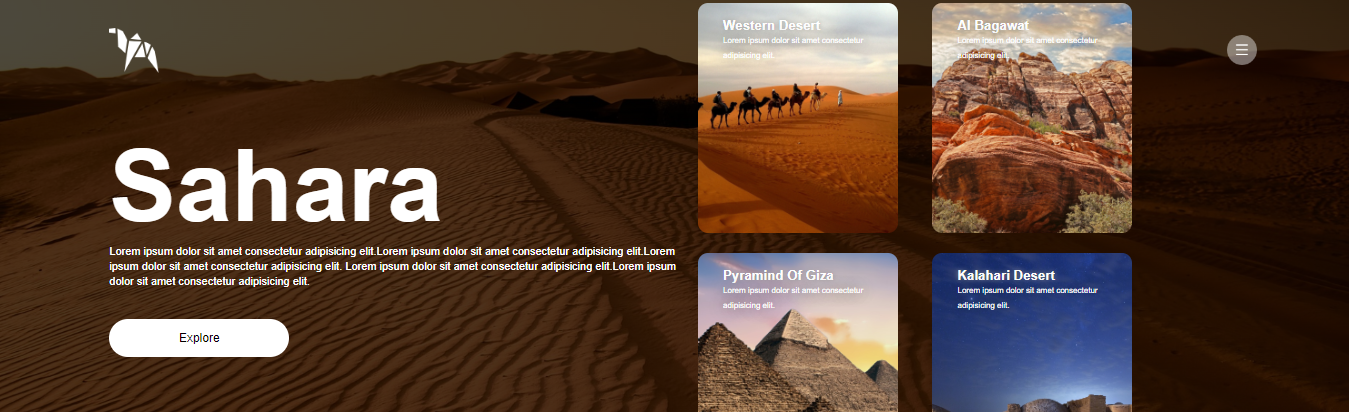 Sahara
Lorem ipsum dolor sit amet consectetur adipisicing elit.Lorem ipsum dolor sit amet consectetur adipisicing elit.Lorem
ipsum dolor sit amet consectetur adipisicing elit. Lorem ipsum dolor sit amet consectetur adipisicing elit.Lorem ipsum
dolor sit amet consectetur adipisicing elit.
Explore
Western Desert
Lorem ipsum dolor sit amet consectetur
adipisicing elit.
Al Bagawat
Lorem ipsum dolor sit amet consectetur
adipisicing elit.
Pyramind Of Giza
Lorem ipsum dolor sit amet consectetur
adipisicing elit.
Kalahari Desert
Lorem ipsum dolor sit amet consectetur
adipisicing elit.